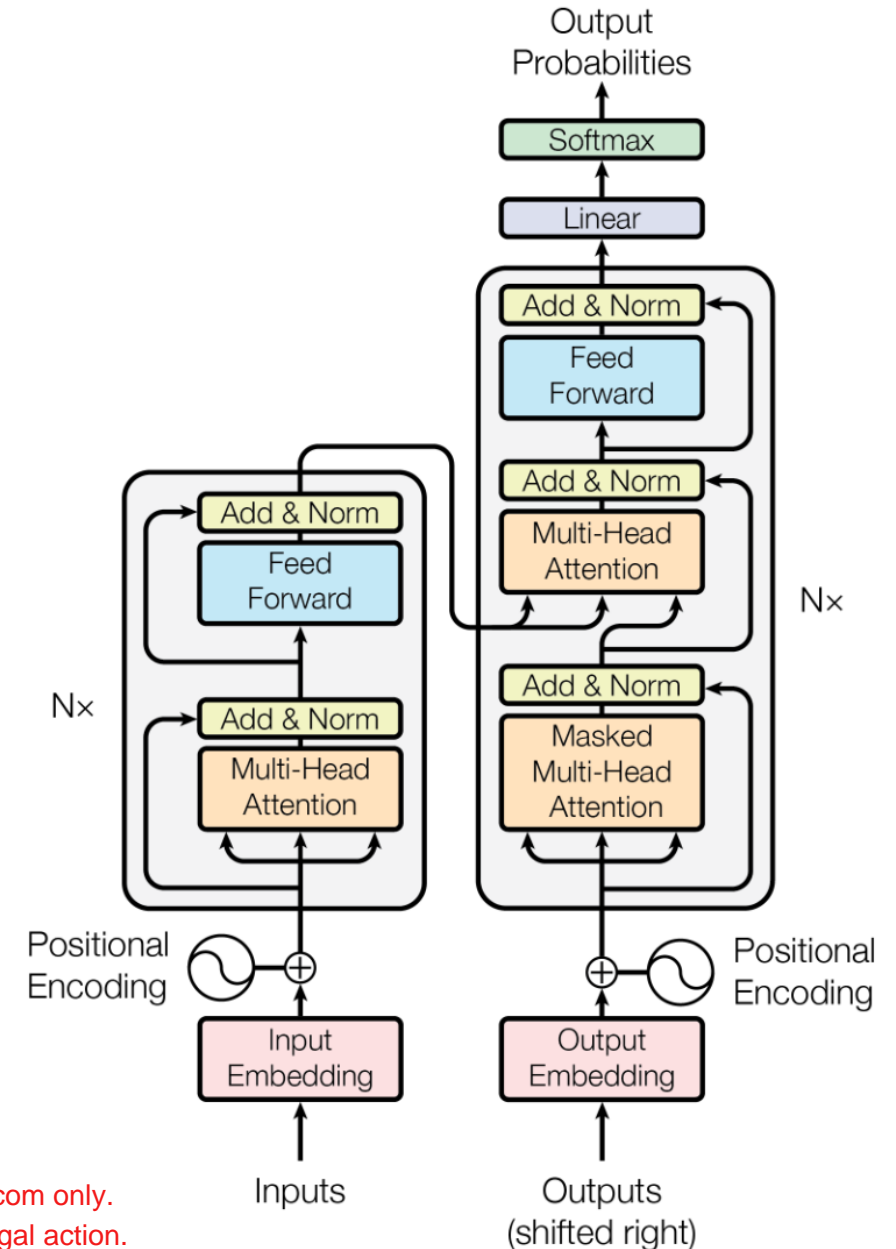 Output
Probabilities
Softmax
Linear
Add & Norm
Feed
Forward
Add & Norm
Multi-Head
Attention
Nx
Add & Norm
Masked
Multi-Head
Attention
Positional
Encoding
Output
Embedding
Outputs
(shifted right)
Add & Norm
Feed
Forward
Nx
Add & Norm
Multi-Head
Attention
Positional
Encoding
Input
Embedding
Inputs
com only.
gal action.